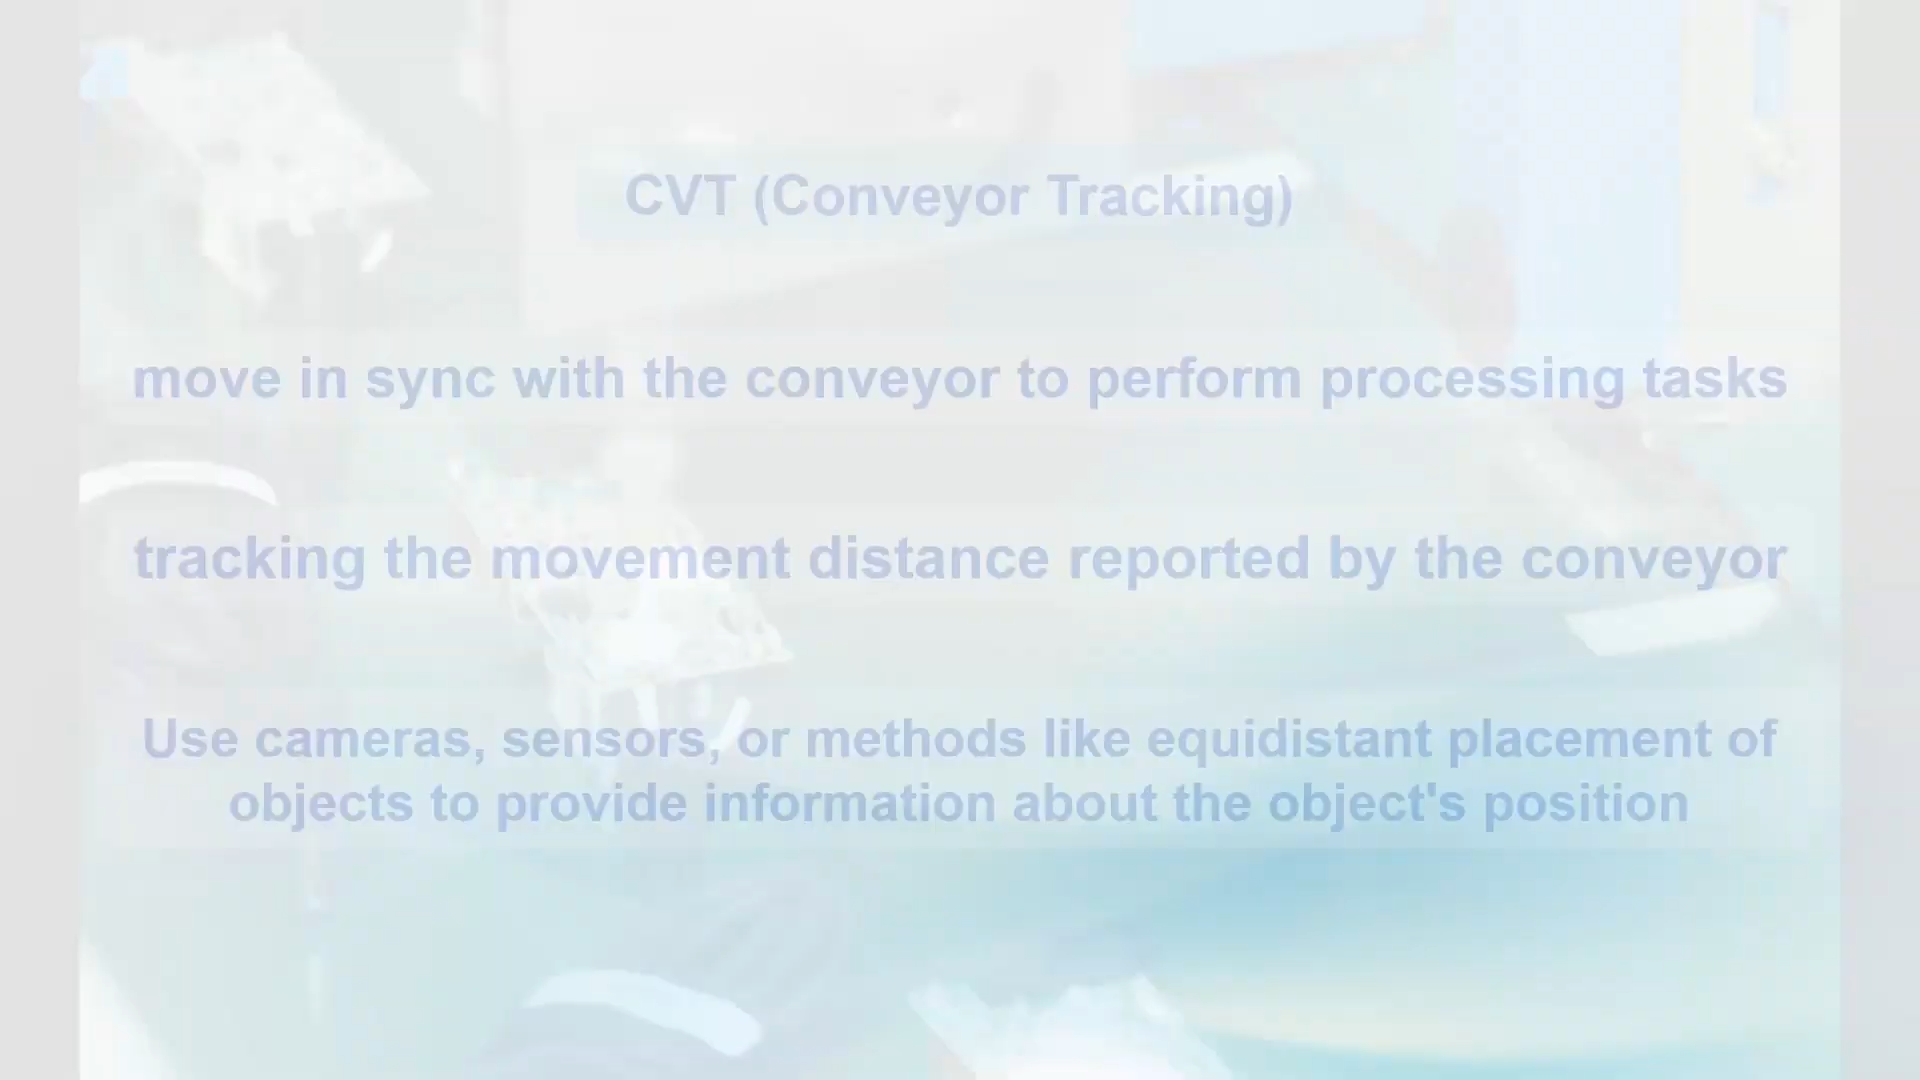 CVT (Conveyor Tracking)
move in sync with the conveyor to perform processing tasks
tracking the movement distance reported by the conveyor
Use cameras, sensors, or methods like equidistant placement of
objects to provide information about the object's position